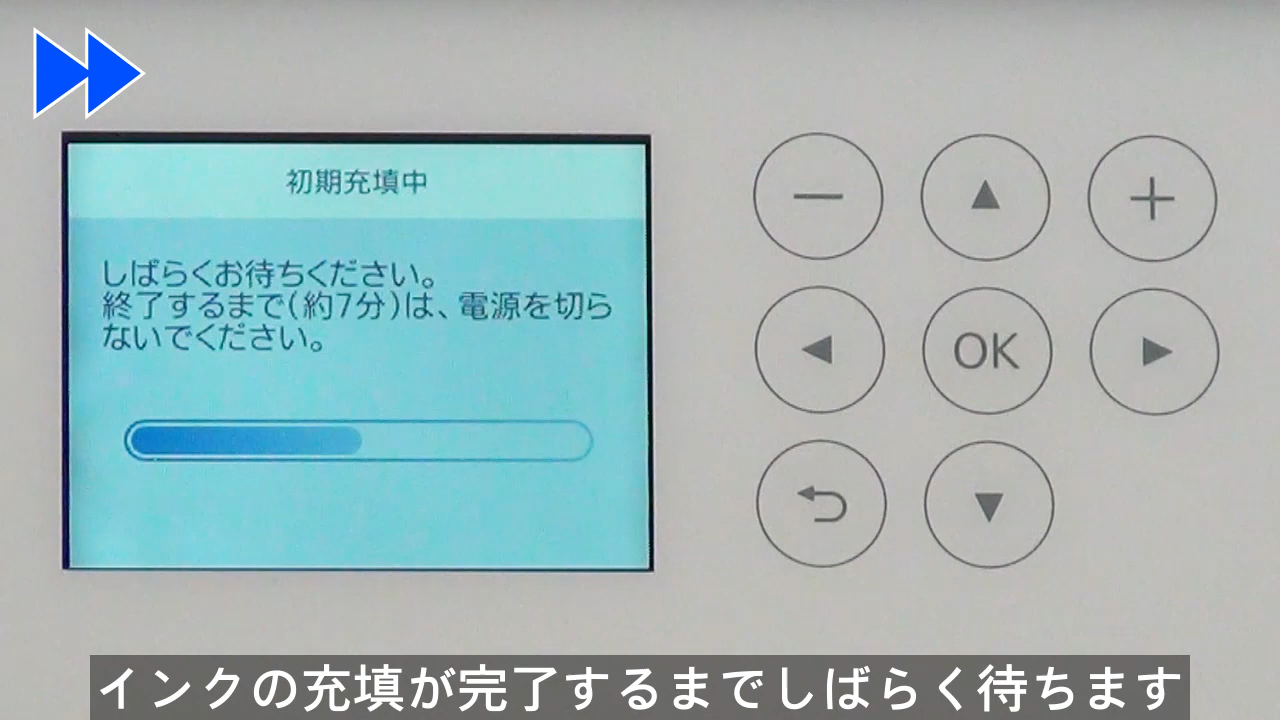 初期充填中
しばらくお待ちください。
終了するまで(約7分)は、電源を切ら
ないでください。
OK
インクの充填が完了するまでしばらく待ちます